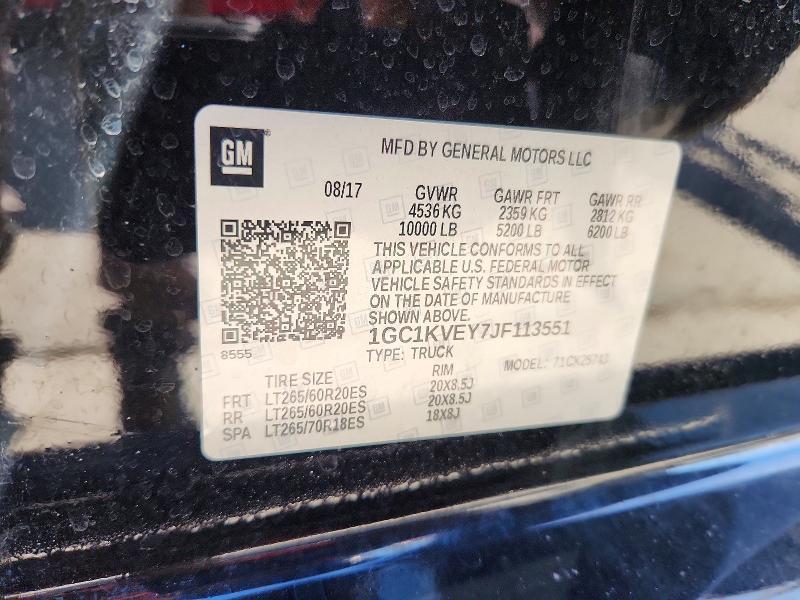 GM
MFD BY GENERAL MOTORS LLC
08/17 GVWR GAWR FRT GAWR RR
4536 KG 2359 KG 2812 KG
10000 LB 5200 LB 6200 LB
THIS VEHICLE CONFORMS TO ALL
APPLICABLE U.S. FEDERAL MOTOR
VEHICLE SAFETY STANDARDS IN EFFECT
ON THE DATE OF MANUFACTURE
SHOWN ABOVE.
1GC1KVEY7JF113551
8555 TYPE: TRUCK MODEL: 71CK25743
TIRE SIZE RIM
FRT LT265/60R20ES 20X8.5J
RR LT265/60R20ES 20X8.5J
SPA LT265/70R18ES 18X8J